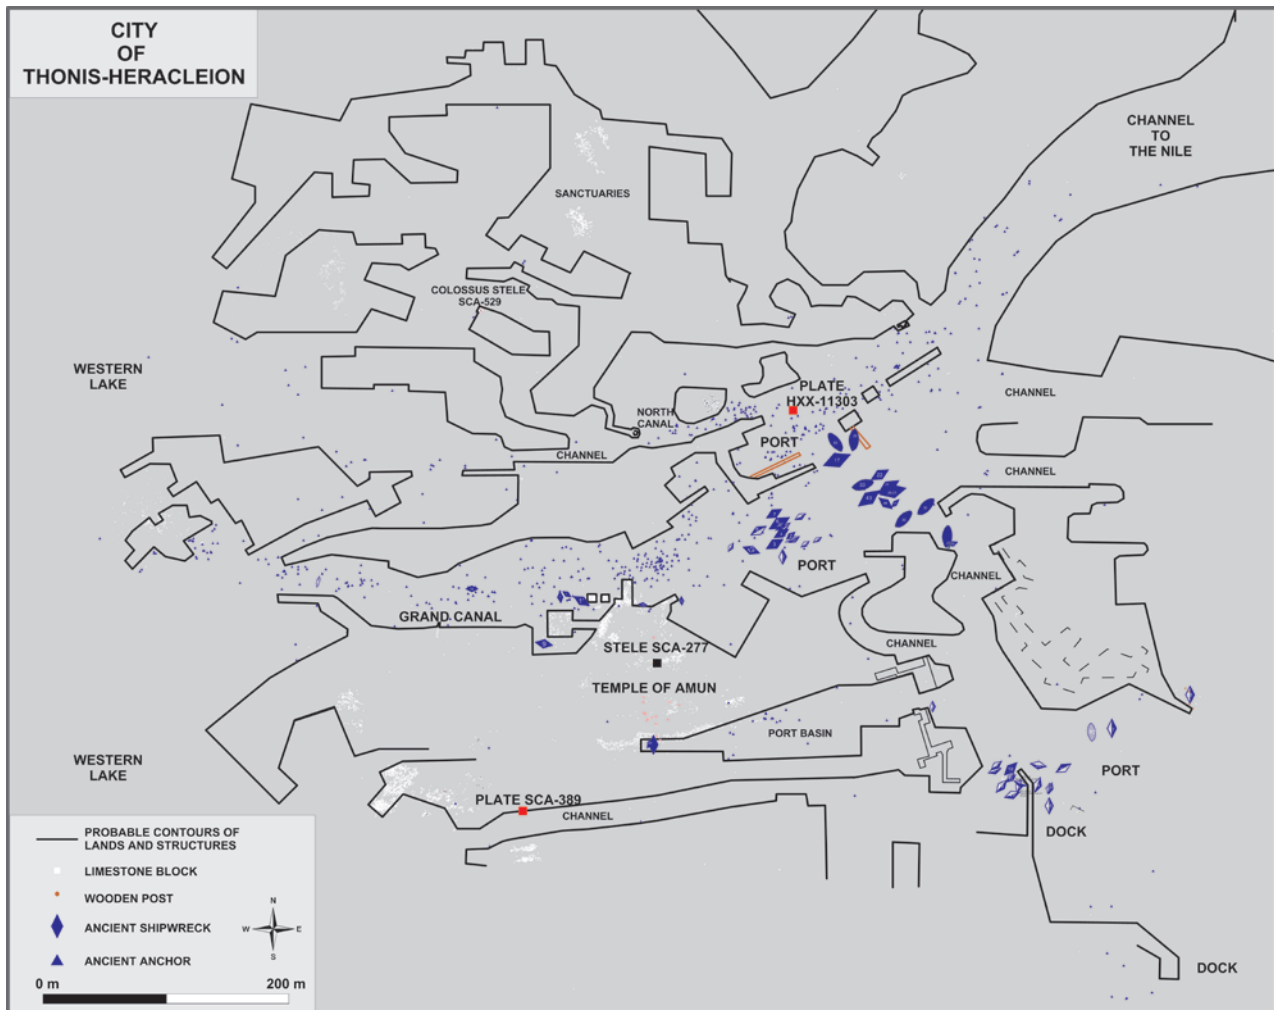 CITY
OF
THONIS-HERACLEION
CHANNEL
TO
THE NILE
SANCTUARIES
COLOSSUS STELE
SCA-529
WESTERN
LAKE
PLATE
HXX-11303
CHANNEL
NORTH
CANAL
PORT
CHANNEL
CHANNEL
PORT
CHANNEL
GRAND CANAL
STELE SCA-277
CHANNEL
TEMPLE OF AMUN
PORT BASIN
WESTERN
LAKE
PORT
PLATE SCA-389
CHANNEL
DOCK
PROBABLE CONTOURS OF
LANDS AND STRUCTURES
LIMESTONE BLOCK
WOODEN POST
ANCIENT SHIPWRECK
ANCIENT ANCHOR
N
W
E
S
0 m
200 m
DOCK